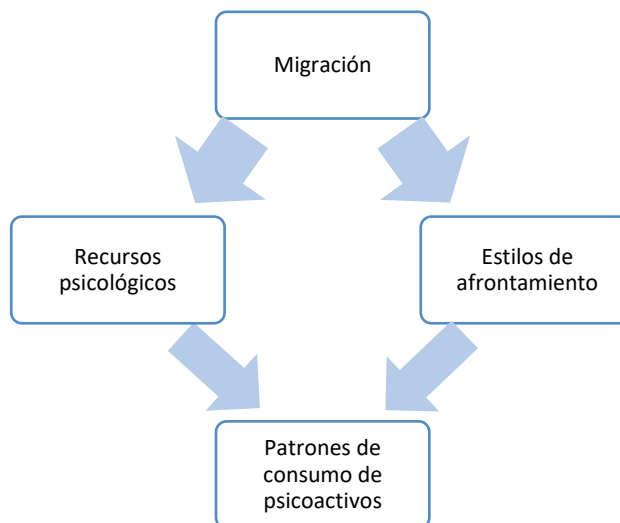 Migración
Recursos
psicológicos
Estilos de
afrontamiento
Patrones de
consumo de
psicoactivos